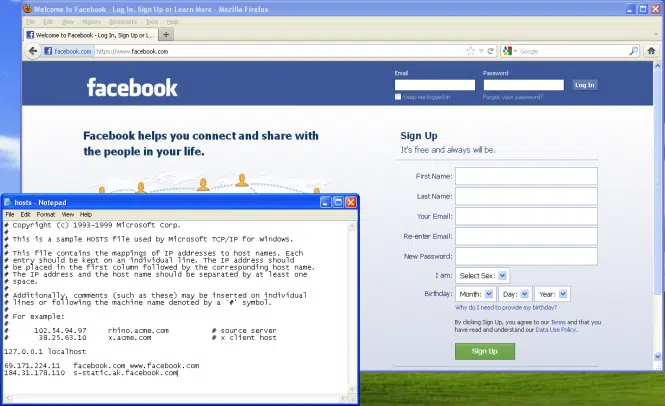 Welcome to Facebook - Log In, Sign Up or Learn More - Mozilla Firefox
File Edit View History Bookmarks Tools Help
Welcome to Facebook - Log In, Sign Up or L...
facebook.com https://www.facebook.com
Google
facebook
Email
Password
Log In
Keep me logged in
Forgot your password?
Facebook helps you connect and share with
the people in your life.
Sign Up
It's free and always will be.
First Name:
Last Name:
Your Email:
Re-enter Email:
New Password:
I am: Select Sex:
Birthday: Month: Day: Year:
Why do I need to provide my birthday?
By clicking Sign Up, you agree to our Terms and that you
have read and understand our Data Use Policy.
Sign Up
hosts - Notepad
File Edit Format View Help
# Copyright (c) 1993-1999 Microsoft Corp.
#
# This is a sample HOSTS file used by Microsoft TCP/IP for Windows.
#
# This file contains the mappings of IP addresses to host names. Each
# entry should be kept on an individual line. The IP address should
# be placed in the first column followed by the corresponding host name.
# The IP address and the host name should be separated by at least one
# space.
#
# Additionally, comments (such as these) may be inserted on individual
# lines or following the machine name denoted by a '#' symbol.
#
# For example:
#
# 102.54.94.97 rhino.acme.com # source server
# 38.25.63.10 x.acme.com # x client host
127.0.0.1 localhost
69.171.224.11 facebook.com www.facebook.com
184.31.178.110 s-static.ak.facebook.com